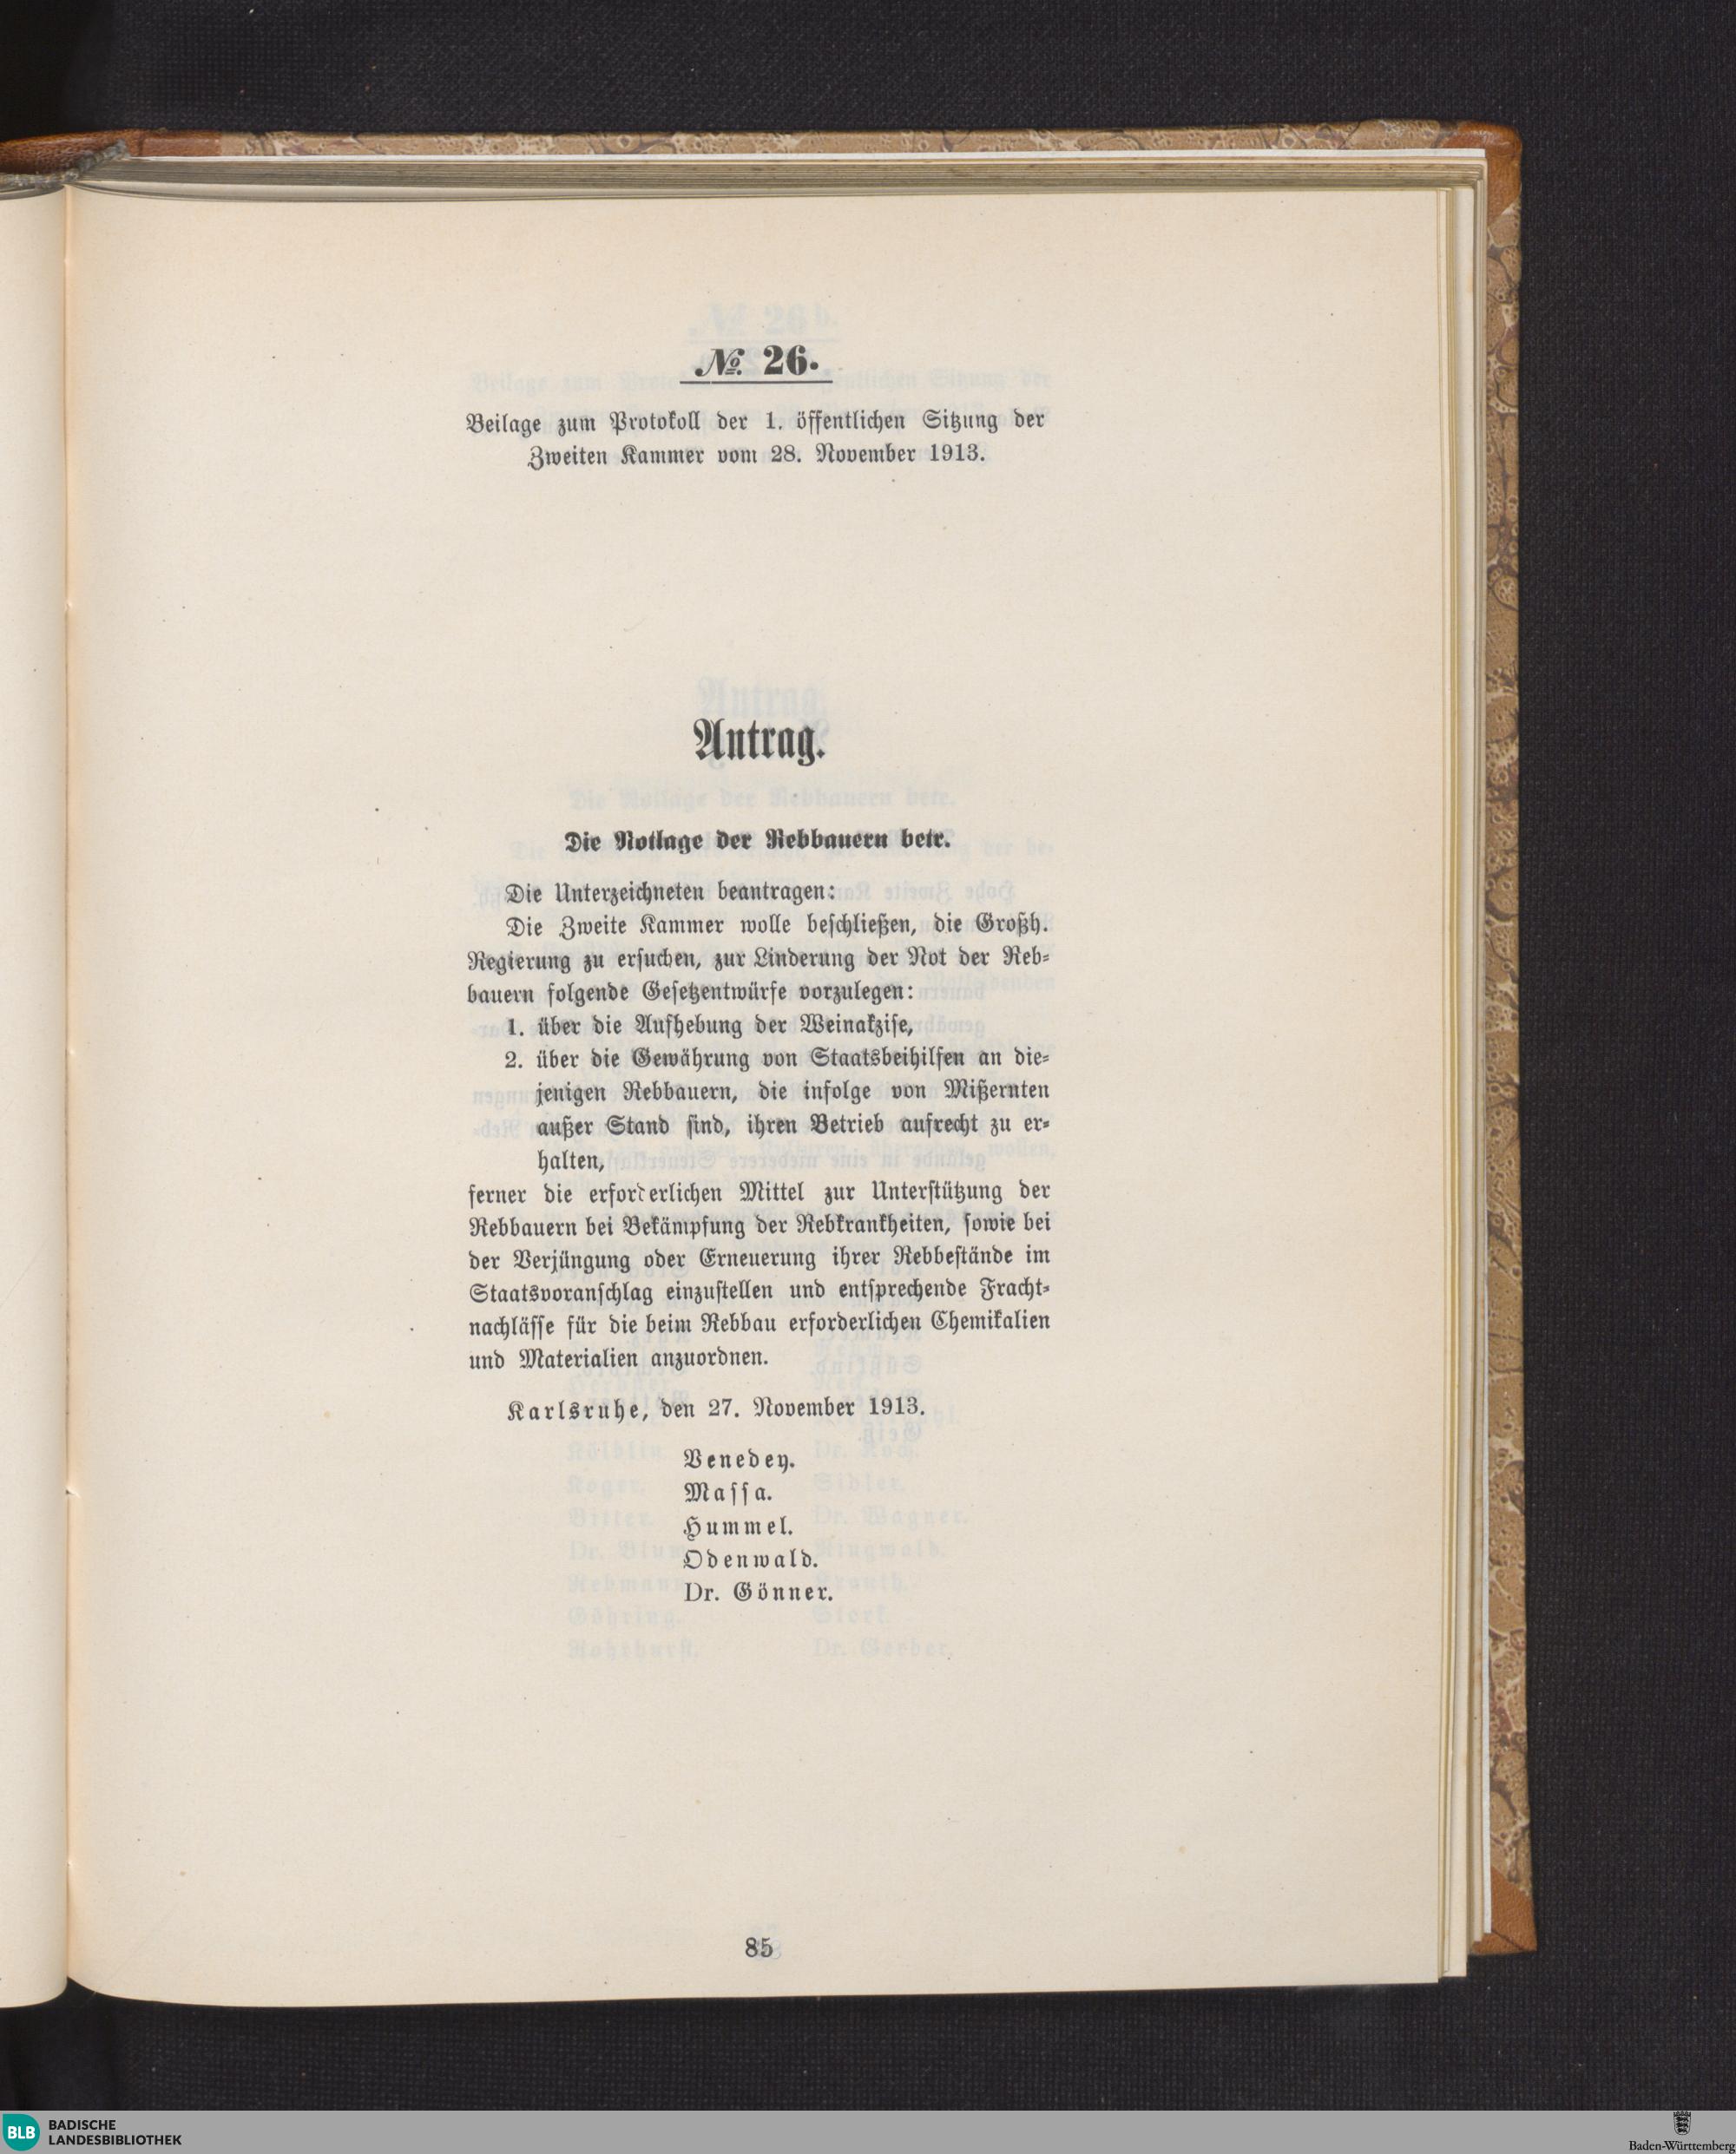 № 26.
Beilage zum Protokoll der 1. öffentlichen Sitzung der
Zweiten Kammer vom 28. November 1913.
Antrag.
Die Notlage der Rebbauern betr.
Die Unterzeichneten beantragen:
Die Zweite Kammer wolle beschließen, die Großh.
Regierung zu ersuchen, zur Linderung der Not der Reb-
bauern folgende Gesetzentwürfe vorzulegen:
1. über die Aufhebung der Weinakzise,
2. über die Gewährung von Staatsbeihilfen an die-
jenigen Rebbauern, die infolge von Mißernten
außer Stand sind, ihren Betrieb aufrecht zu er-
halten,
ferner die erforderlichen Mittel zur Unterstützung der
Rebbauern bei Bekämpfung der Rebkrankheiten, sowie bei
der Verjüngung oder Erneuerung ihrer Rebbestände im
Staatsvoranschlag einzustellen und entsprechende Fracht-
nachlässe für die beim Rebbau erforderlichen Chemikalien
und Materialien anzuordnen.
Karlsruhe, den 27. November 1913.
Venedey.
Massa.
Hummel.
Odenwald.
Dr. Gönner.
85
BLB BADISCHE
LANDESBIBLIOTHEK
Baden-Württemberg